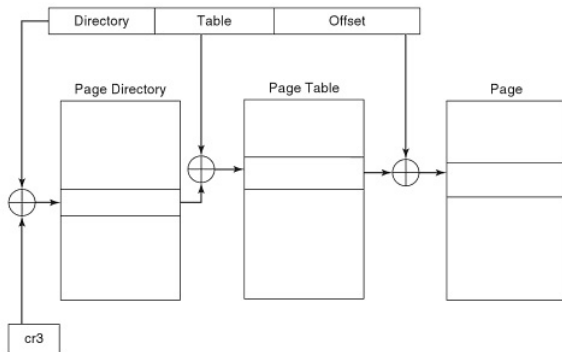 Directory Table Offset
Page Directory Page Table Page
cr3